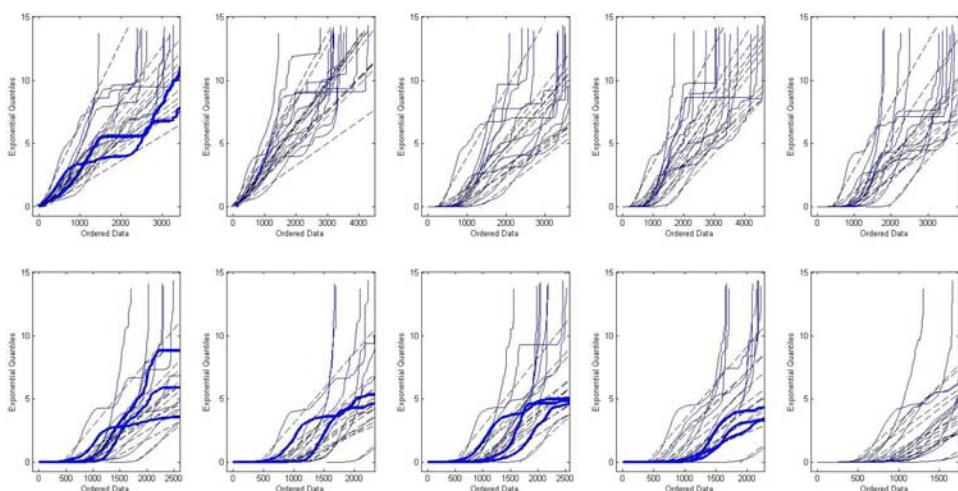 15 15 15 15 15
Exponential Quantiles Exponential Quantiles Exponential Quantiles Exponential Quantiles Exponential Quantiles
10 10 10 10 10
5 5 5 5 5
0 0 0 0 0
0 1000 2000 3000 0 1000 2000 3000 4000 0 1000 2000 3000 0 1000 2000 3000 4000 0 1000 2000 3000
Ordered Data Ordered Data Ordered Data Ordered Data Ordered Data
15 15 15 15 15
Exponential Quantiles Exponential Quantiles Exponential Quantiles Exponential Quantiles Exponential Quantiles
10 10 10 10 10
5 5 5 5 5
0 0 0 0 0
0 500 1000 1500 2000 2500 0 500 1000 1500 2000 0 500 1000 1500 2000 2500 0 500 1000 1500 2000 0 500 1000 1500
Ordered Data Ordered Data Ordered Data Ordered Data Ordered Data